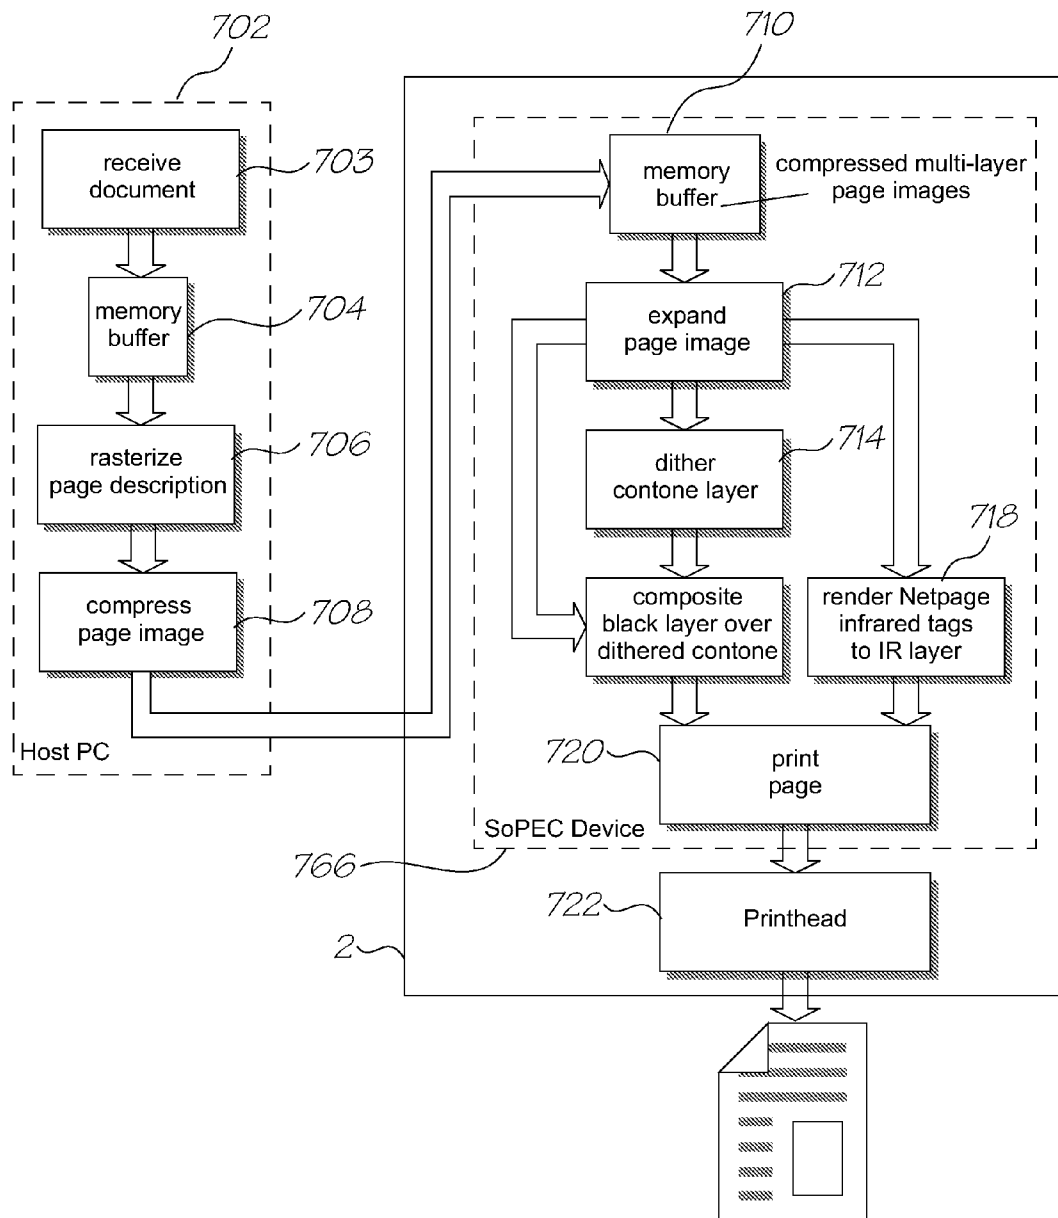 702
710
receive
document
703
memory
buffer
704
rasterize
page description
706
compress
page image
708
Host PC
memory
buffer
compressed multi-layer
page images
expand
page image
712
dither
contone layer
714
composite
black layer over
dithered contone
718
render Netpage
infrared tags
to IR layer
720
print
page
SoPEC Device
766
722
Printhead
2